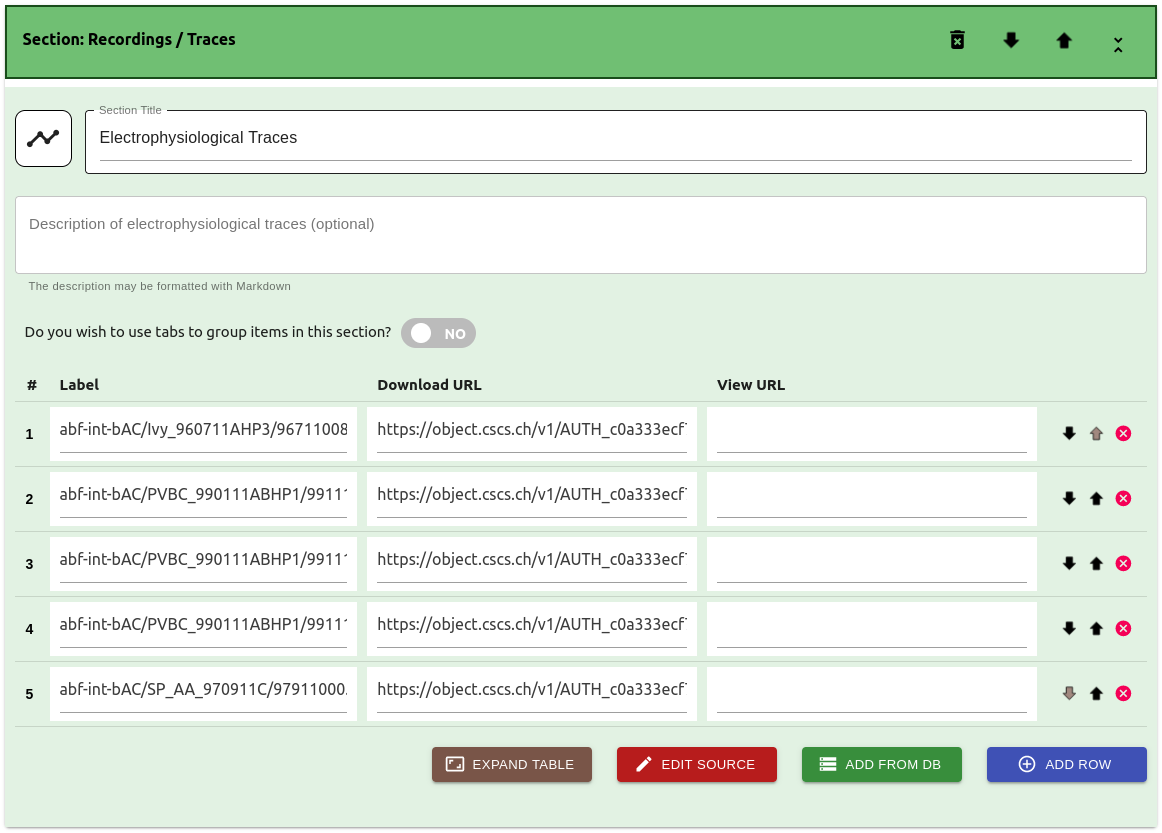 Section: Recordings / Traces
Section Title
Electrophysiological Traces
Description of electrophysiological traces (optional)
The description may be formatted with Markdown
Do you wish to use tabs to group items in this section? NO
# Label Download URL View URL
1 abf-int-bAC/Ivy_960711AHP3/96711008 https://object.cscs.ch/v1/AUTH_c0a333ecf
2 abf-int-bAC/PVBC_990111ABHP1/9911 https://object.cscs.ch/v1/AUTH_c0a333ecf
3 abf-int-bAC/PVBC_990111ABHP1/9911 https://object.cscs.ch/v1/AUTH_c0a333ecf
4 abf-int-bAC/PVBC_990111ABHP1/9911 https://object.cscs.ch/v1/AUTH_c0a333ecf
5 abf-int-bAC/SP_AA_970911C/97911000. https://object.cscs.ch/v1/AUTH_c0a333ecf
EXPAND TABLE EDIT SOURCE ADD FROM DB ADD ROW